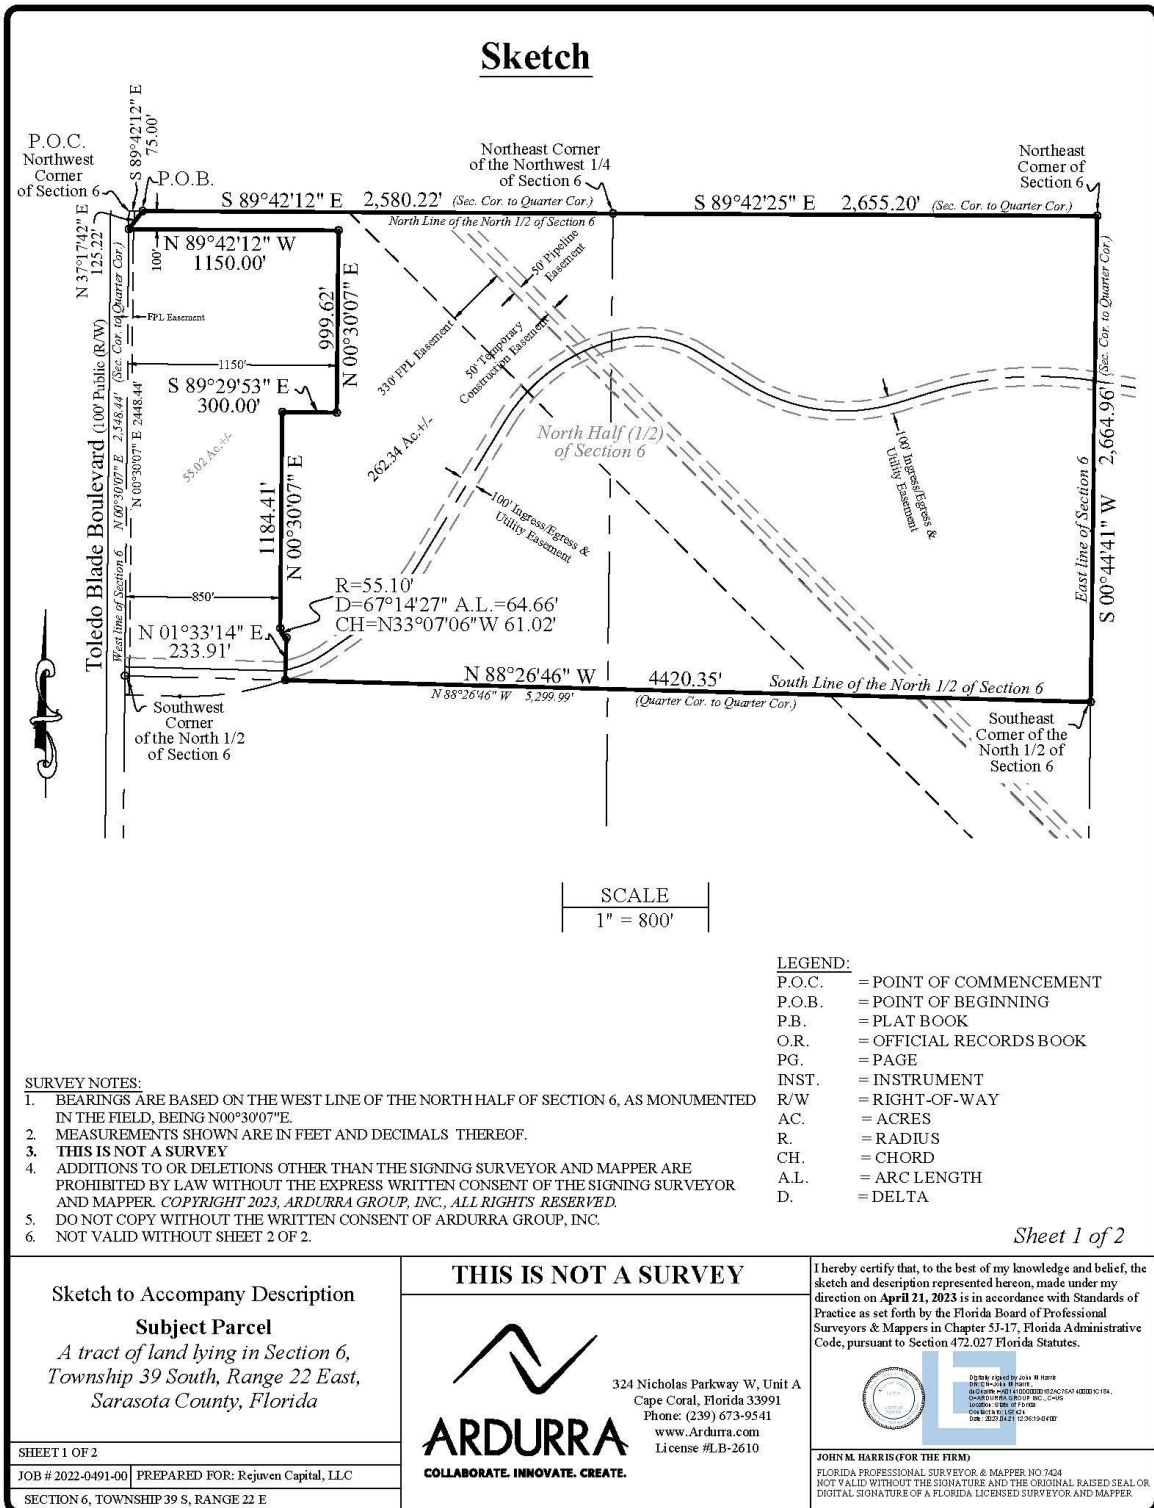 Sketch
P.O.C.
Northwest
Corner
of Section 6
S 89°42'12" E
75.00'
P.O.B.
Northeast Corner
of the Northwest 1/4
of Section 6
Northeast
Corner of
Section 6
S 89°42'12" E 2,580.22' (Sec. Cor. to Quarter Cor.)
S 89°42'25" E 2,655.20' (Sec. Cor. to Quarter Cor.)
North Line of the North 1/2 of Section 6
N 37°17'42" E
125.22'
100'
N 89°42'12" W
1150.00'
999.62'
N 00°30'07" E
FPL Easement
1150'
S 89°29'53" E
300.00'
50' Pipeline
Easement
330' FPL Easement
50' Temporary
Construction Easement
North Half (1/2)
of Section 6
262.34 Ac.+/-
55.02 Ac.+/-
Toledo Blade Boulevard (100' Public (R/W)
West line of Section 6 N 00°30'07" E 2,548.44' (Sec. Cor. to Quarter Cor.)
N 00°30'07" E 2448.44'
1184.41'
N 00°30'07" E
100' Ingress/Egress &
Utility Easement
100' Ingress/Egress &
Utility Easement
East line of Section 6
S 00°44'41" W 2,664.96' (Sec. Cor. to Quarter Cor.)
850'
R=55.10'
D=67°14'27" A.L.=64.66'
CH=N33°07'06"W 61.02'
N 01°33'14" E
233.91'
N 88°26'46" W 4420.35'
South Line of the North 1/2 of Section 6
N 88°26'46" W 5,299.99' (Quarter Cor. to Quarter Cor.)
Southwest
Corner
of the North 1/2
of Section 6
Southeast
Corner of the
North 1/2 of
Section 6
SCALE
1" = 800'
LEGEND:
P.O.C. = POINT OF COMMENCEMENT
P.O.B. = POINT OF BEGINNING
P.B. = PLAT BOOK
O.R. = OFFICIAL RECORDS BOOK
PG. = PAGE
INST. = INSTRUMENT
R/W = RIGHT-OF-WAY
AC. = ACRES
R. = RADIUS
CH. = CHORD
A.L. = ARC LENGTH
D. = DELTA
SURVEY NOTES:
1. BEARINGS ARE BASED ON THE WEST LINE OF THE NORTH HALF OF SECTION 6, AS MONUMENTED
IN THE FIELD, BEING N00°30'07"E.
2. MEASUREMENTS SHOWN ARE IN FEET AND DECIMALS THEREOF.
3. THIS IS NOT A SURVEY
4. ADDITIONS TO OR DELETIONS OTHER THAN THE SIGNING SURVEYOR AND MAPPER ARE
PROHIBITED BY LAW WITHOUT THE EXPRESS WRITTEN CONSENT OF THE SIGNING SURVEYOR
AND MAPPER. COPYRIGHT 2023, ARDURRA GROUP, INC., ALL RIGHTS RESERVED.
5. DO NOT COPY WITHOUT THE WRITTEN CONSENT OF ARDURRA GROUP, INC.
6. NOT VALID WITHOUT SHEET 2 OF 2.
Sheet 1 of 2
Sketch to Accompany Description
Subject Parcel
A tract of land lying in Section 6,
Township 39 South, Range 22 East,
Sarasota County, Florida
SHEET 1 OF 2
JOB # 2022-0491-00 PREPARED FOR: Rejuven Capital, LLC
SECTION 6, TOWNSHIP 39 S, RANGE 22 E
THIS IS NOT A SURVEY
ARDURRA
COLLABORATE. INNOVATE. CREATE.
324 Nicholas Parkway W, Unit A
Cape Coral, Florida 33991
Phone: (239) 673-9541
www.Ardurra.com
License #LB-2610
I hereby certify that, to the best of my knowledge and belief, the
sketch and description represented hereon, made under my
direction on April 21, 2023 is in accordance with Standards of
Practice as set forth by the Florida Board of Professional
Surveyors & Mappers in Chapter 5J-17, Florida Administrative
Code, pursuant to Section 472.027 Florida Statutes.
Digitally signed by John M Harris
DN: CN=John M Harris,
O=ARDURRA GROUP INC., C=US
Location: State of Florida
Date: 2023.04.21 12:36:19-04'00'
JOHN M. HARRIS (FOR THE FIRM)
FLORIDA PROFESSIONAL SURVEYOR & MAPPER NO.7424
NOT VALID WITHOUT THE SIGNATURE AND THE ORIGINAL RAISED SEAL OR
DIGITAL SIGNATURE OF A FLORIDA LICENSED SURVEYOR AND MAPPER